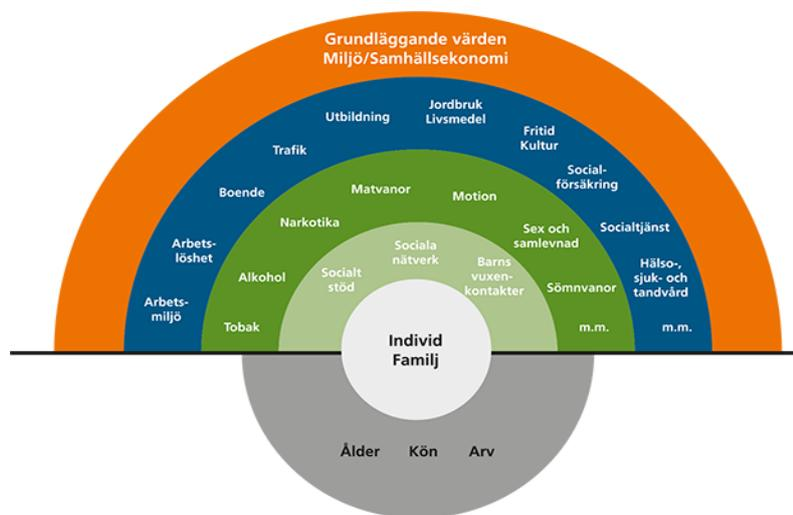 Grundläggande värden
Miljö/Samhällsekonomi
Arbets-
miljö
Arbets-
löshet
Boende
Trafik
Utbildning
Jordbruk
Livsmedel
Fritid
Kultur
Social-
försäkring
Socialtjänst
Hälso-,
sjuk- och
tandvård
m.m.
Tobak
Alkohol
Narkotika
Matvanor
Motion
Sex och
samlevnad
Sömnvanor
m.m.
Socialt
stöd
Sociala
nätverk
Barns
vuxen-
kontakter
Individ
Familj
Ålder Kön Arv